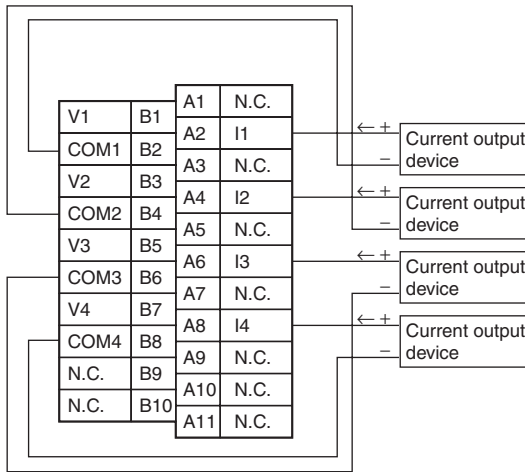 A1 N.C.
V1 B1
A2 I1
← + Current output
COM1 B2
− device
A3 N.C.
V2 B3
A4 I2
← + Current output
COM2 B4
− device
A5 N.C.
V3 B5
A6 I3
← + Current output
COM3 B6
− device
A7 N.C.
V4 B7
A8 I4
← + Current output
COM4 B8
− device
A9 N.C.
N.C. B9
A10 N.C.
N.C. B10
A11 N.C.